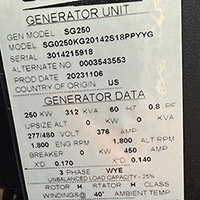 GENERATOR UNIT
GEN MODEL SG250
MODEL SG0250KG20142S18PPYYG
SERIAL 3014215918
ALTERNATE NO 0003543553
PROD DATE 20231106
COUNTRY OF ORIGIN US
GENERATOR DATA
250 KW 312 KVA 60 HZ 0.8 RF
UPSIZE ALT 0 KW 0 KVA
277/480 VOLT 376 AMP
1.800 ENG RPM 1.800 ALT RPM
BREAKER 0 KW 450 AMP
X'D 0.170 X"D 0.140
3 PHASE WYE
UNBALANCED LOAD CAPACITY - 25%
ROTOR H STATOR H CLASS
WINDINGS@ 40° AMBIENT TEMP